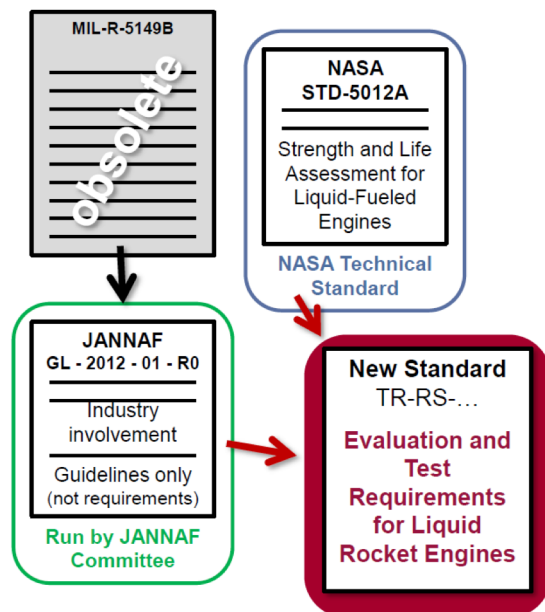 MIL-R-5149B
obsolete
NASA
STD-5012A
Strength and Life
Assessment for
Liquid-Fueled
Engines
NASA Technical
Standard
JANNAF
GL - 2012 - 01 - R0
Industry
involvement
Guidelines only
(not requirements)
Run by JANNAF
Committee
New Standard
TR-RS-...
Evaluation and
Test
Requirements
for Liquid
Rocket Engines